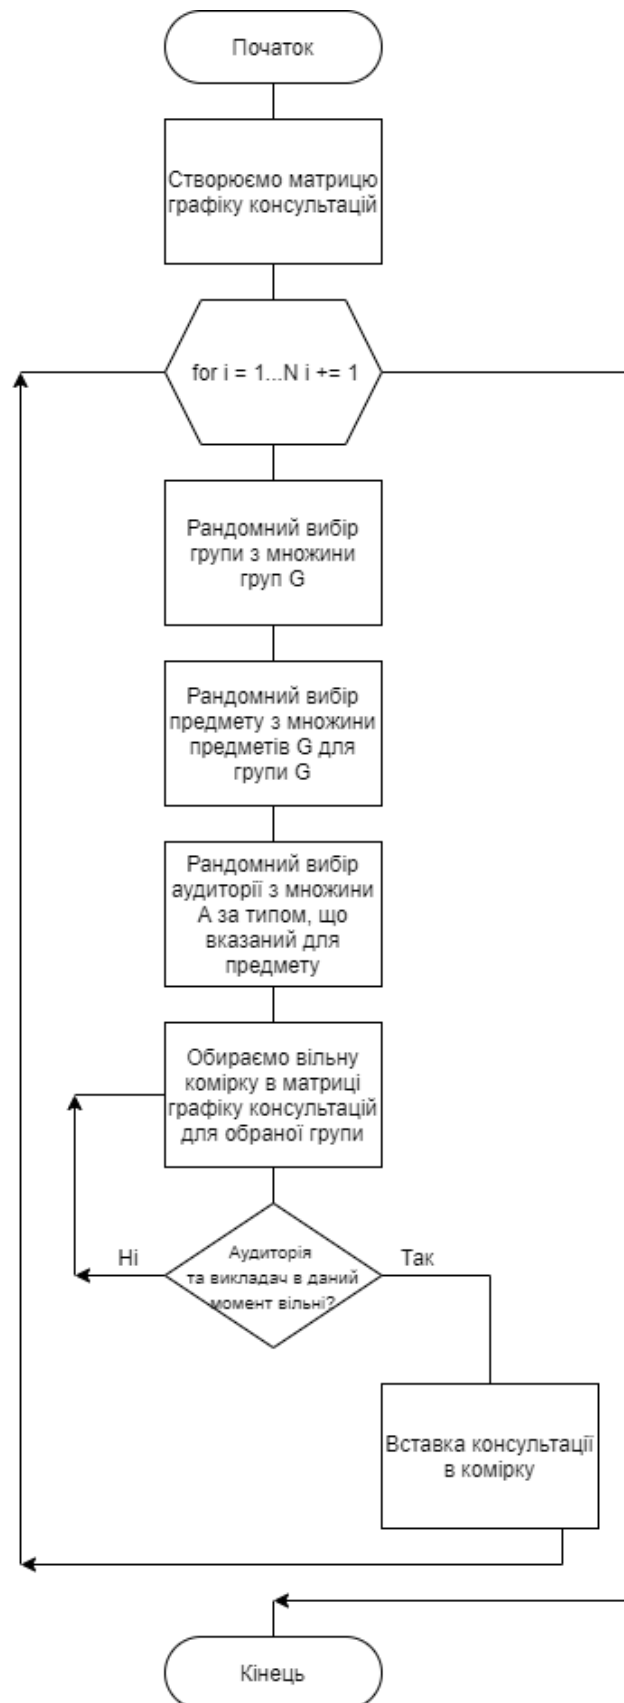 Початок
Створюємо матрицю
графіку консультацій
for i = 1...N i += 1
Рандомний вибір
групи з множини
груп G
Рандомний вибір
предмету з множини
предметів G для
групи G
Рандомний вибір
аудиторії з множини
А за типом, що
вказаний для
предмету
Обираємо вільну
комірку в матриці
графіку консультацій
для обраної групи
Ні
Аудиторія
та викладач в даний
момент вільні?
Так
Вставка консультації
в комірку
Кінець